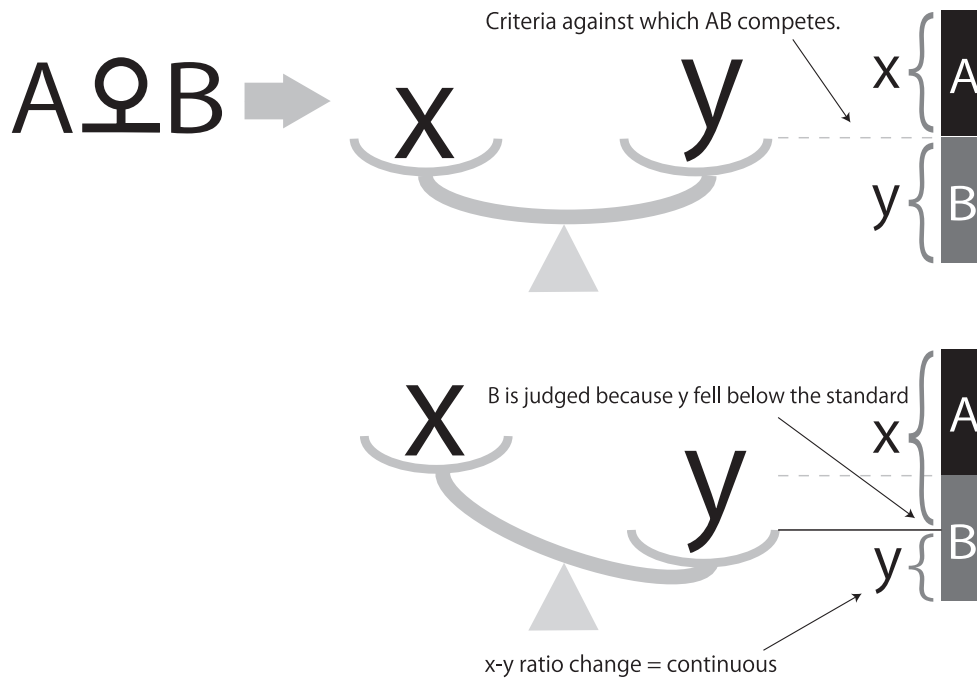 Criteria against which AB competes.
A B
x y
x
A
y
B
B is judged because y fell below the standard
x y
x
A
y
B
x-y ratio change = continuous